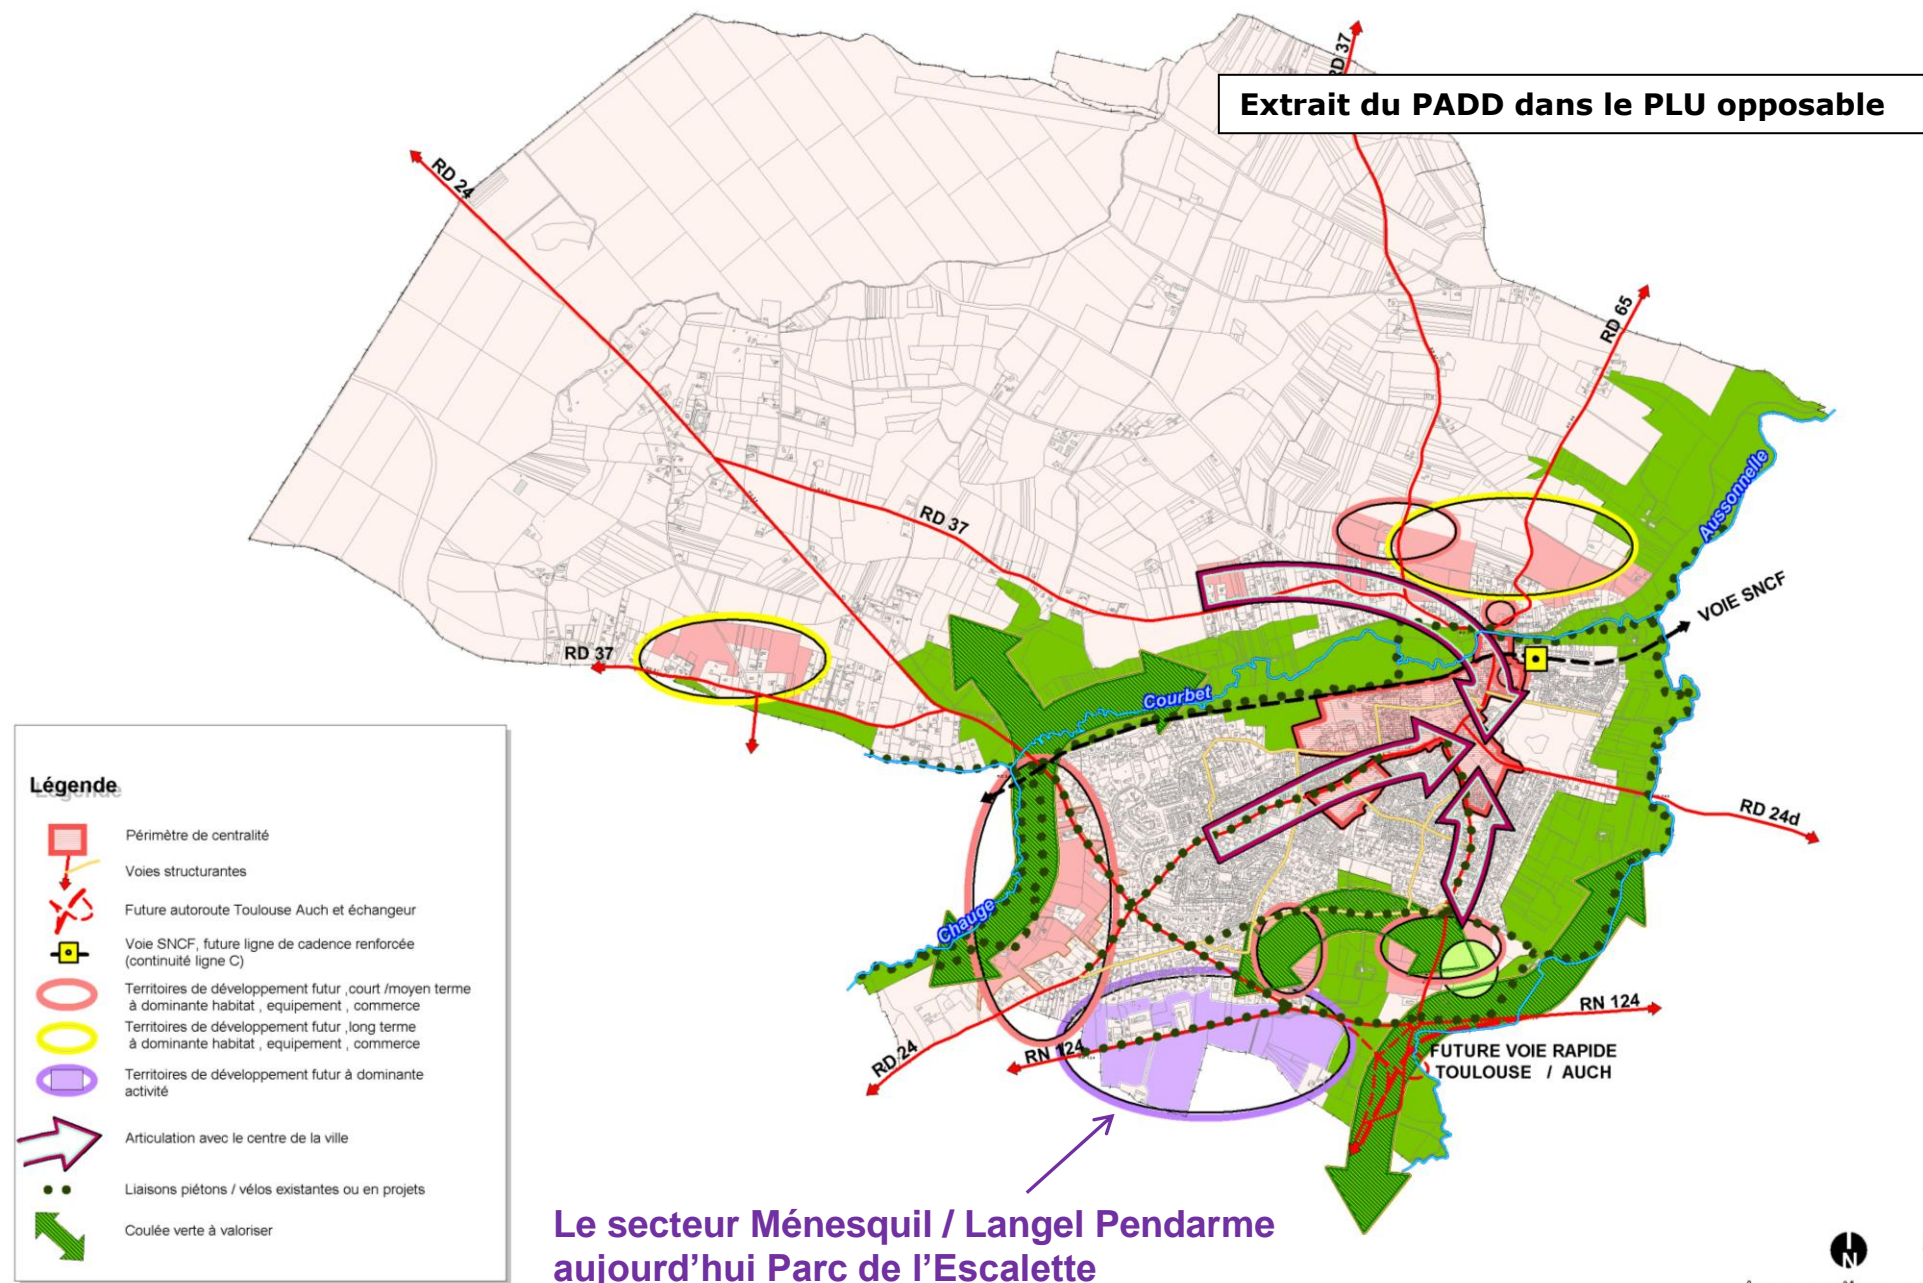 Extrait du PADD dans le PLU opposable
RD 37
RD 24
RD 65
Aussonnelle
RD 37
VOIE SNCF
RD 37
Courbet
RD 24d
Chauge
RN 124
RD 24
RN 124
FUTURE VOIE RAPIDE
TOULOUSE / AUCH
Légende
Périmètre de centralité
Voies structurantes
Future autoroute Toulouse Auch et échangeur
Voie SNCF, future ligne de cadence renforcée
(continuité ligne C)
Territoires de développement futur ,court /moyen terme
à dominante habitat , equipement , commerce
Territoires de développement futur ,long terme
à dominante habitat , equipement , commerce
Territoires de développement futur à dominante
activité
Articulation avec le centre de la ville
Liaisons piétons / vélos existantes ou en projets
Coulée verte à valoriser
Le secteur Ménesquil / Langel Pendarme
aujourd'hui Parc de l'Escalette
N